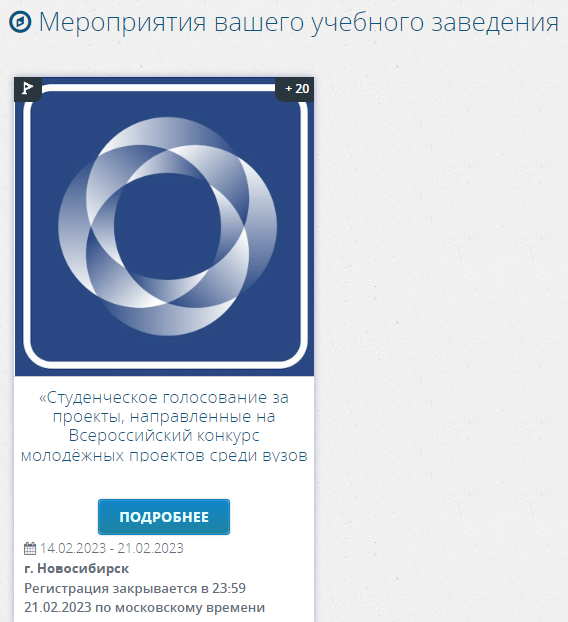 Мероприятия вашего учебного заведения
+ 20
«Студенческое голосование за
проекты, направленные на
Всероссийский конкурс
молодёжных проектов среди вузов
ПОДРОБНЕЕ
14.02.2023 - 21.02.2023
г. Новосибирск
Регистрация закрывается в 23:59
21.02.2023 по московскому времени